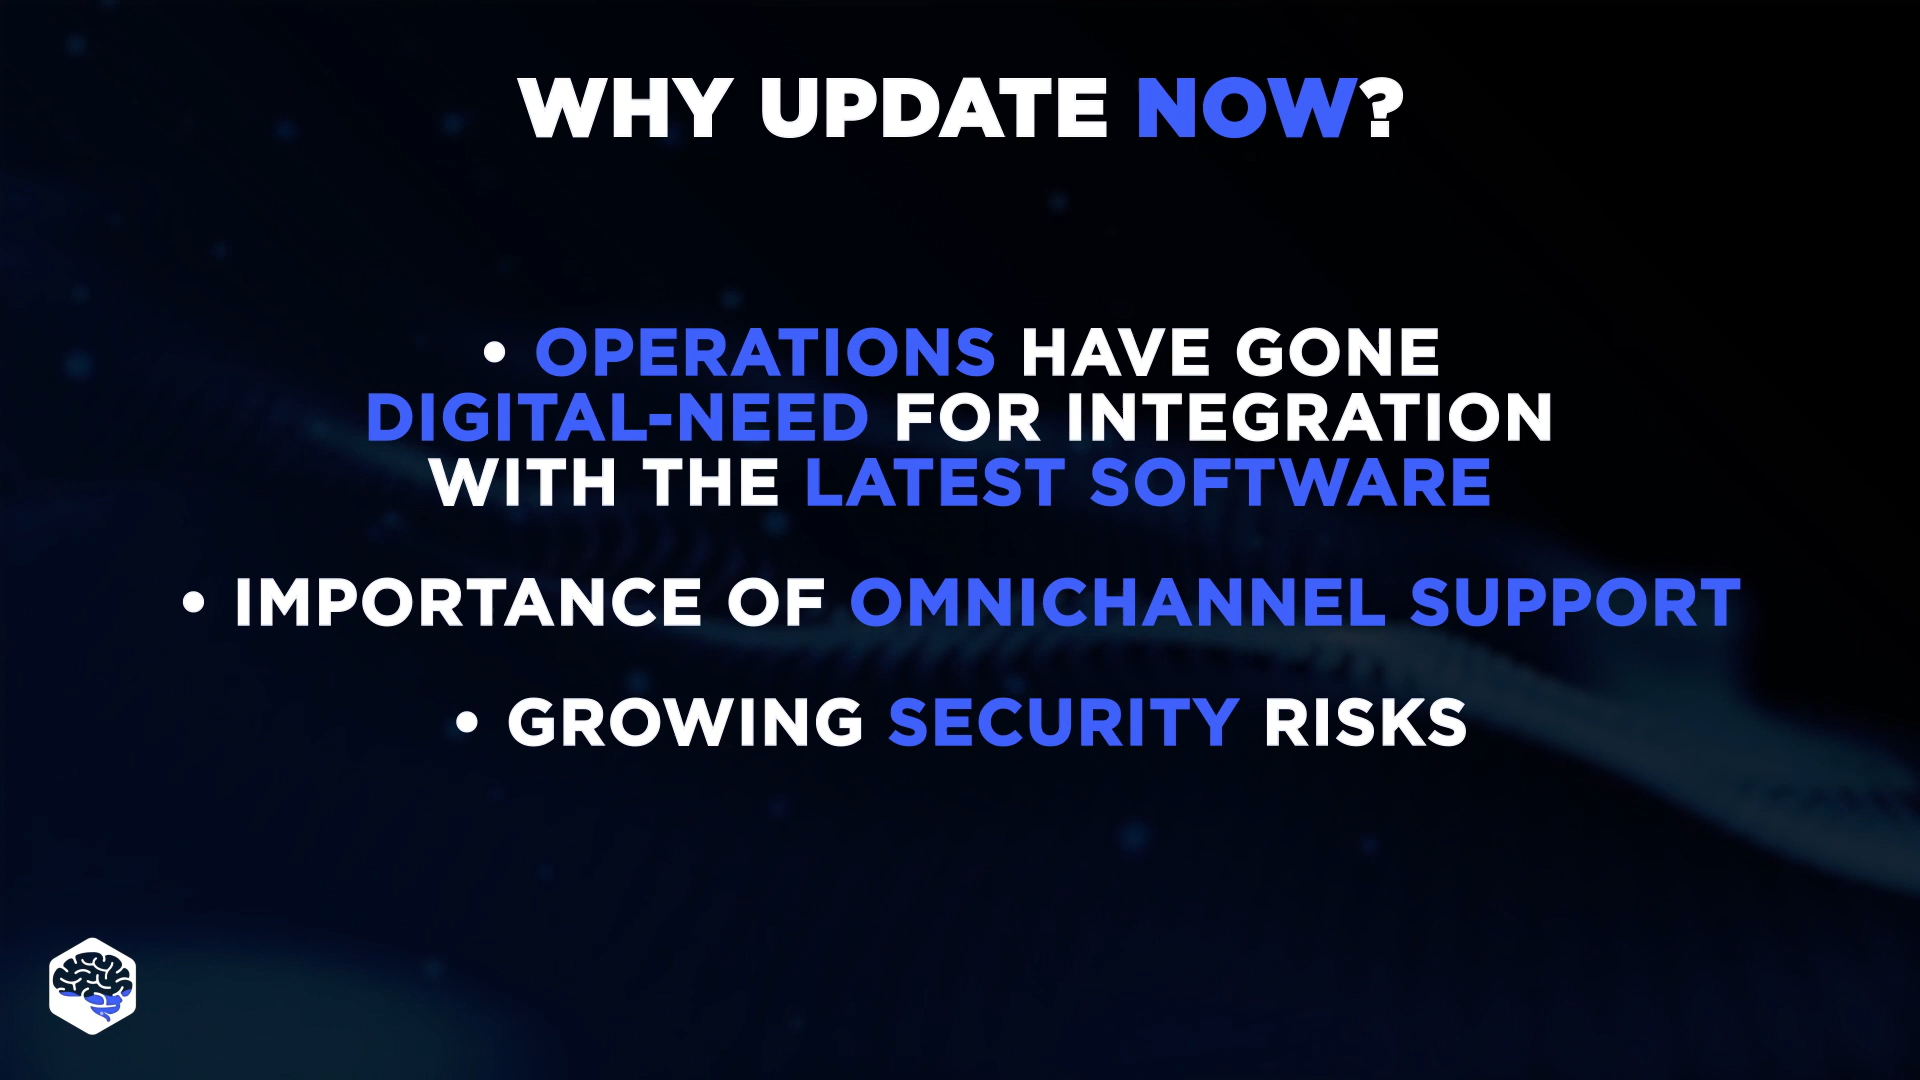 WHY UPDATE NOW?
• OPERATIONS HAVE GONE
DIGITAL-NEED FOR INTEGRATION
WITH THE LATEST SOFTWARE
• IMPORTANCE OF OMNICHANNEL SUPPORT
• GROWING SECURITY RISKS